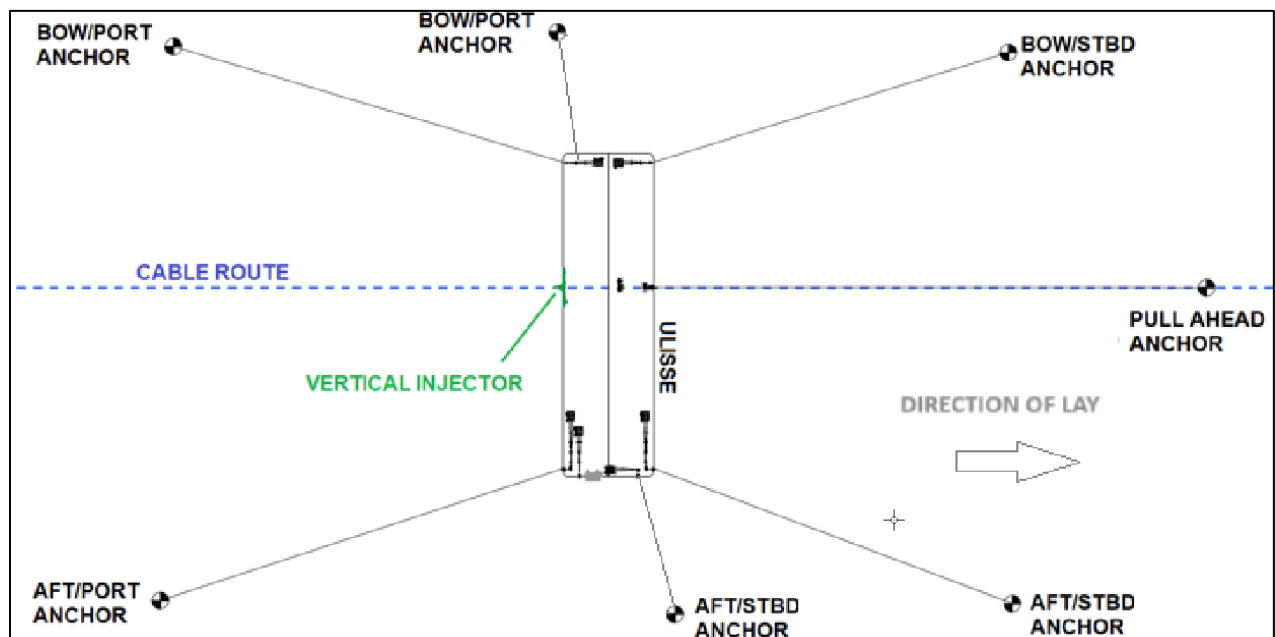 BOW/PORT
ANCHOR
BOW/PORT
ANCHOR
BOW/STBD
ANCHOR
CABLE ROUTE
PULL AHEAD
ANCHOR
ULISSE
VERTICAL INJECTOR
DIRECTION OF LAY
AFT/PORT
ANCHOR
AFT/STBD
ANCHOR
AFT/STBD
ANCHOR